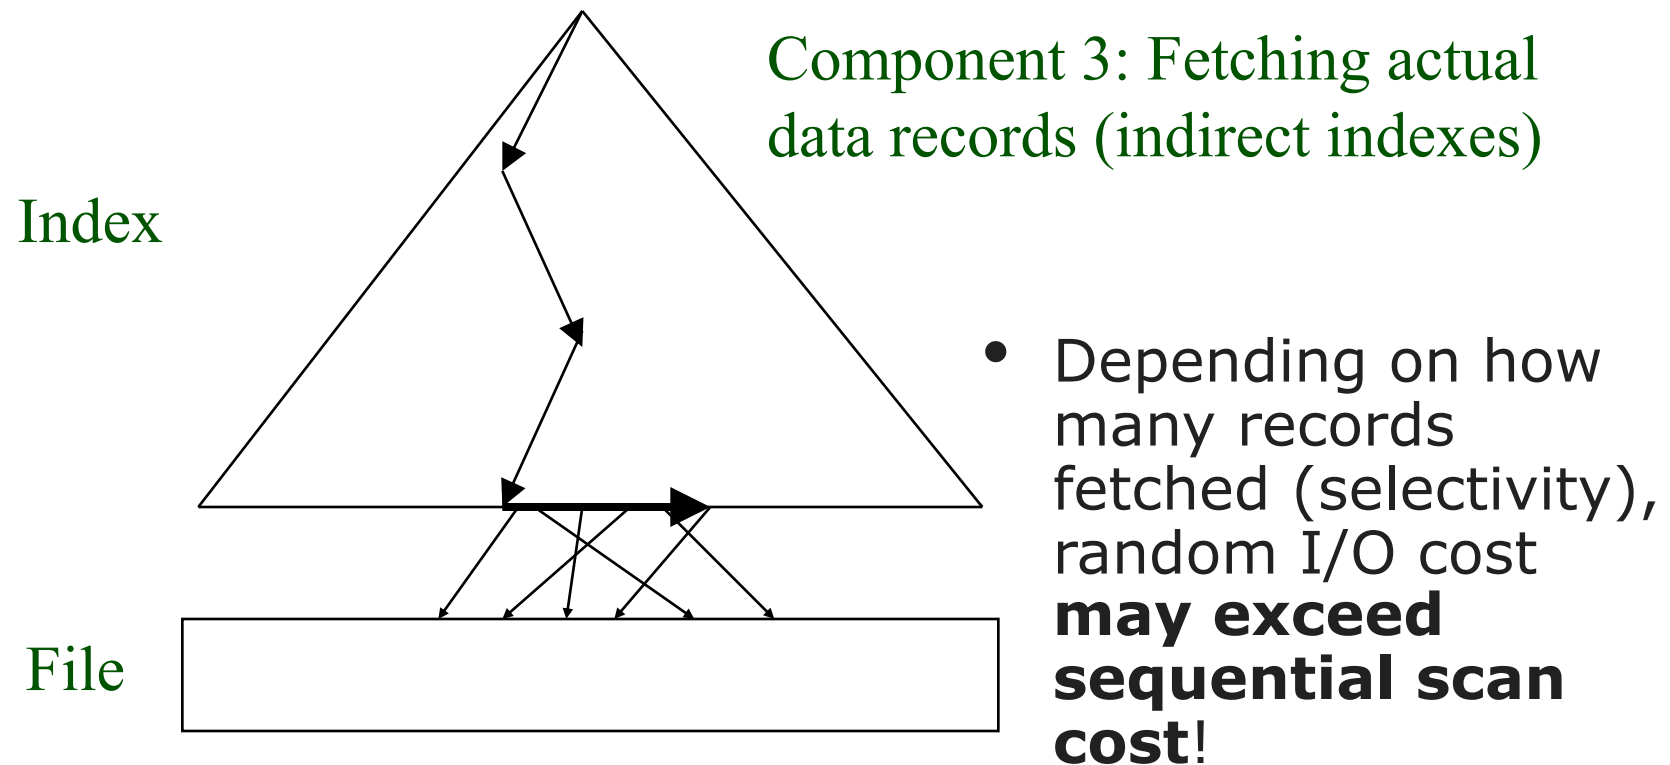 Component 3: Fetching actual
data records (indirect indexes)
Index
• Depending on how
many records
fetched (selectivity),
random I/O cost
may exceed
sequential scan
cost!
File